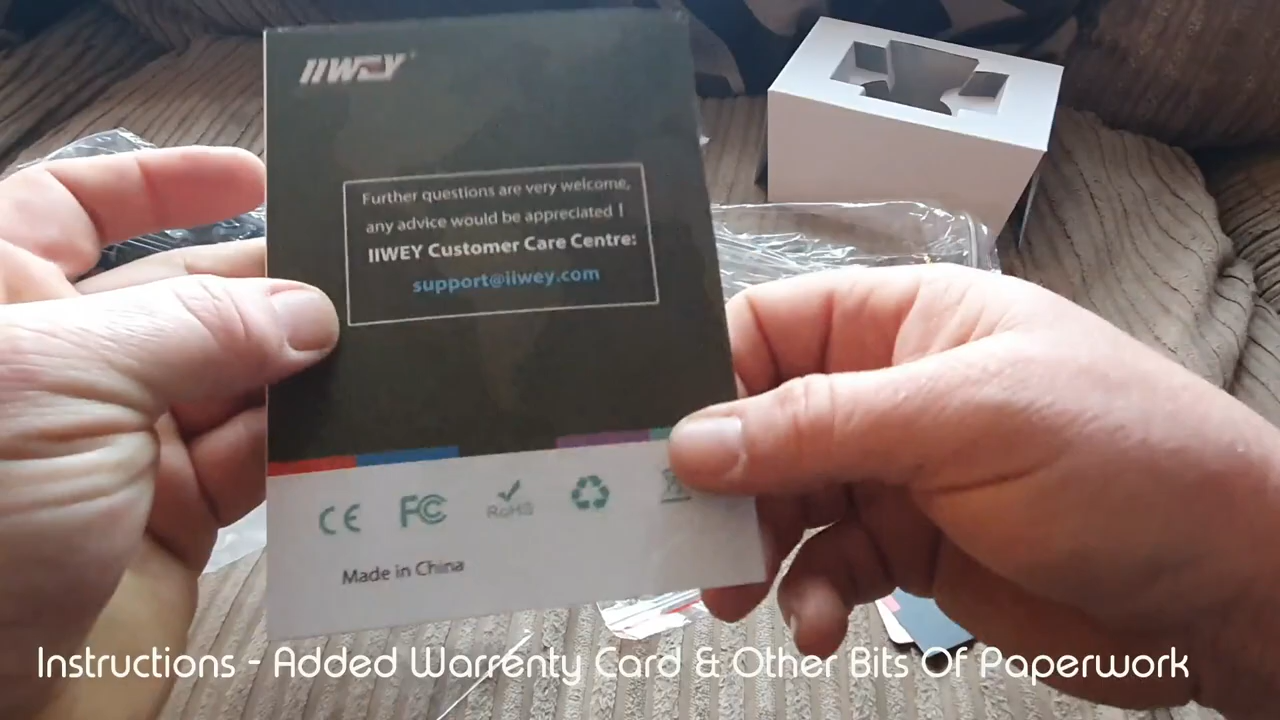 IIWEY
Further questions are very welcome,
any advice would be appreciated !
IIWEY Customer Care Centre:
support@iiwey.com
CE FC RoHS
Made in China
Instructions - Added Warrenty Card & Other Bits Of Paperwork